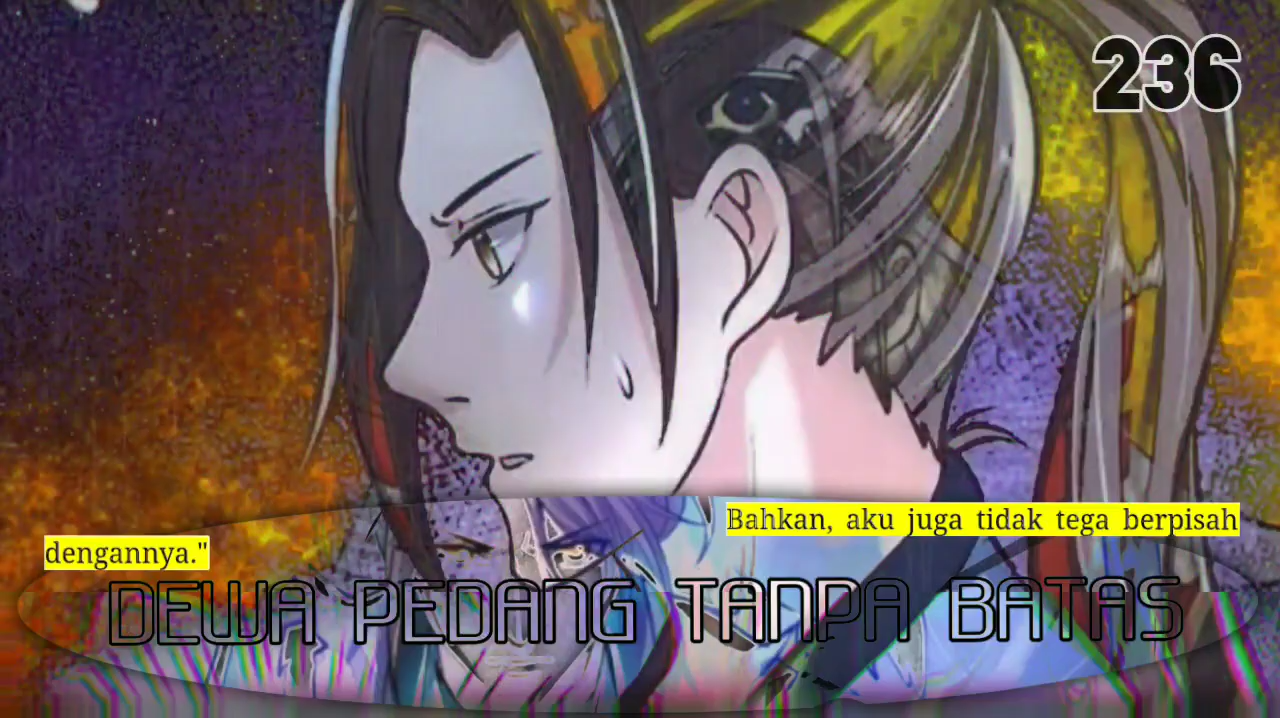 236
Bahkan, aku juga tidak tega berpisah
dengannya."
DEWA PEDANG TANPA BATAS